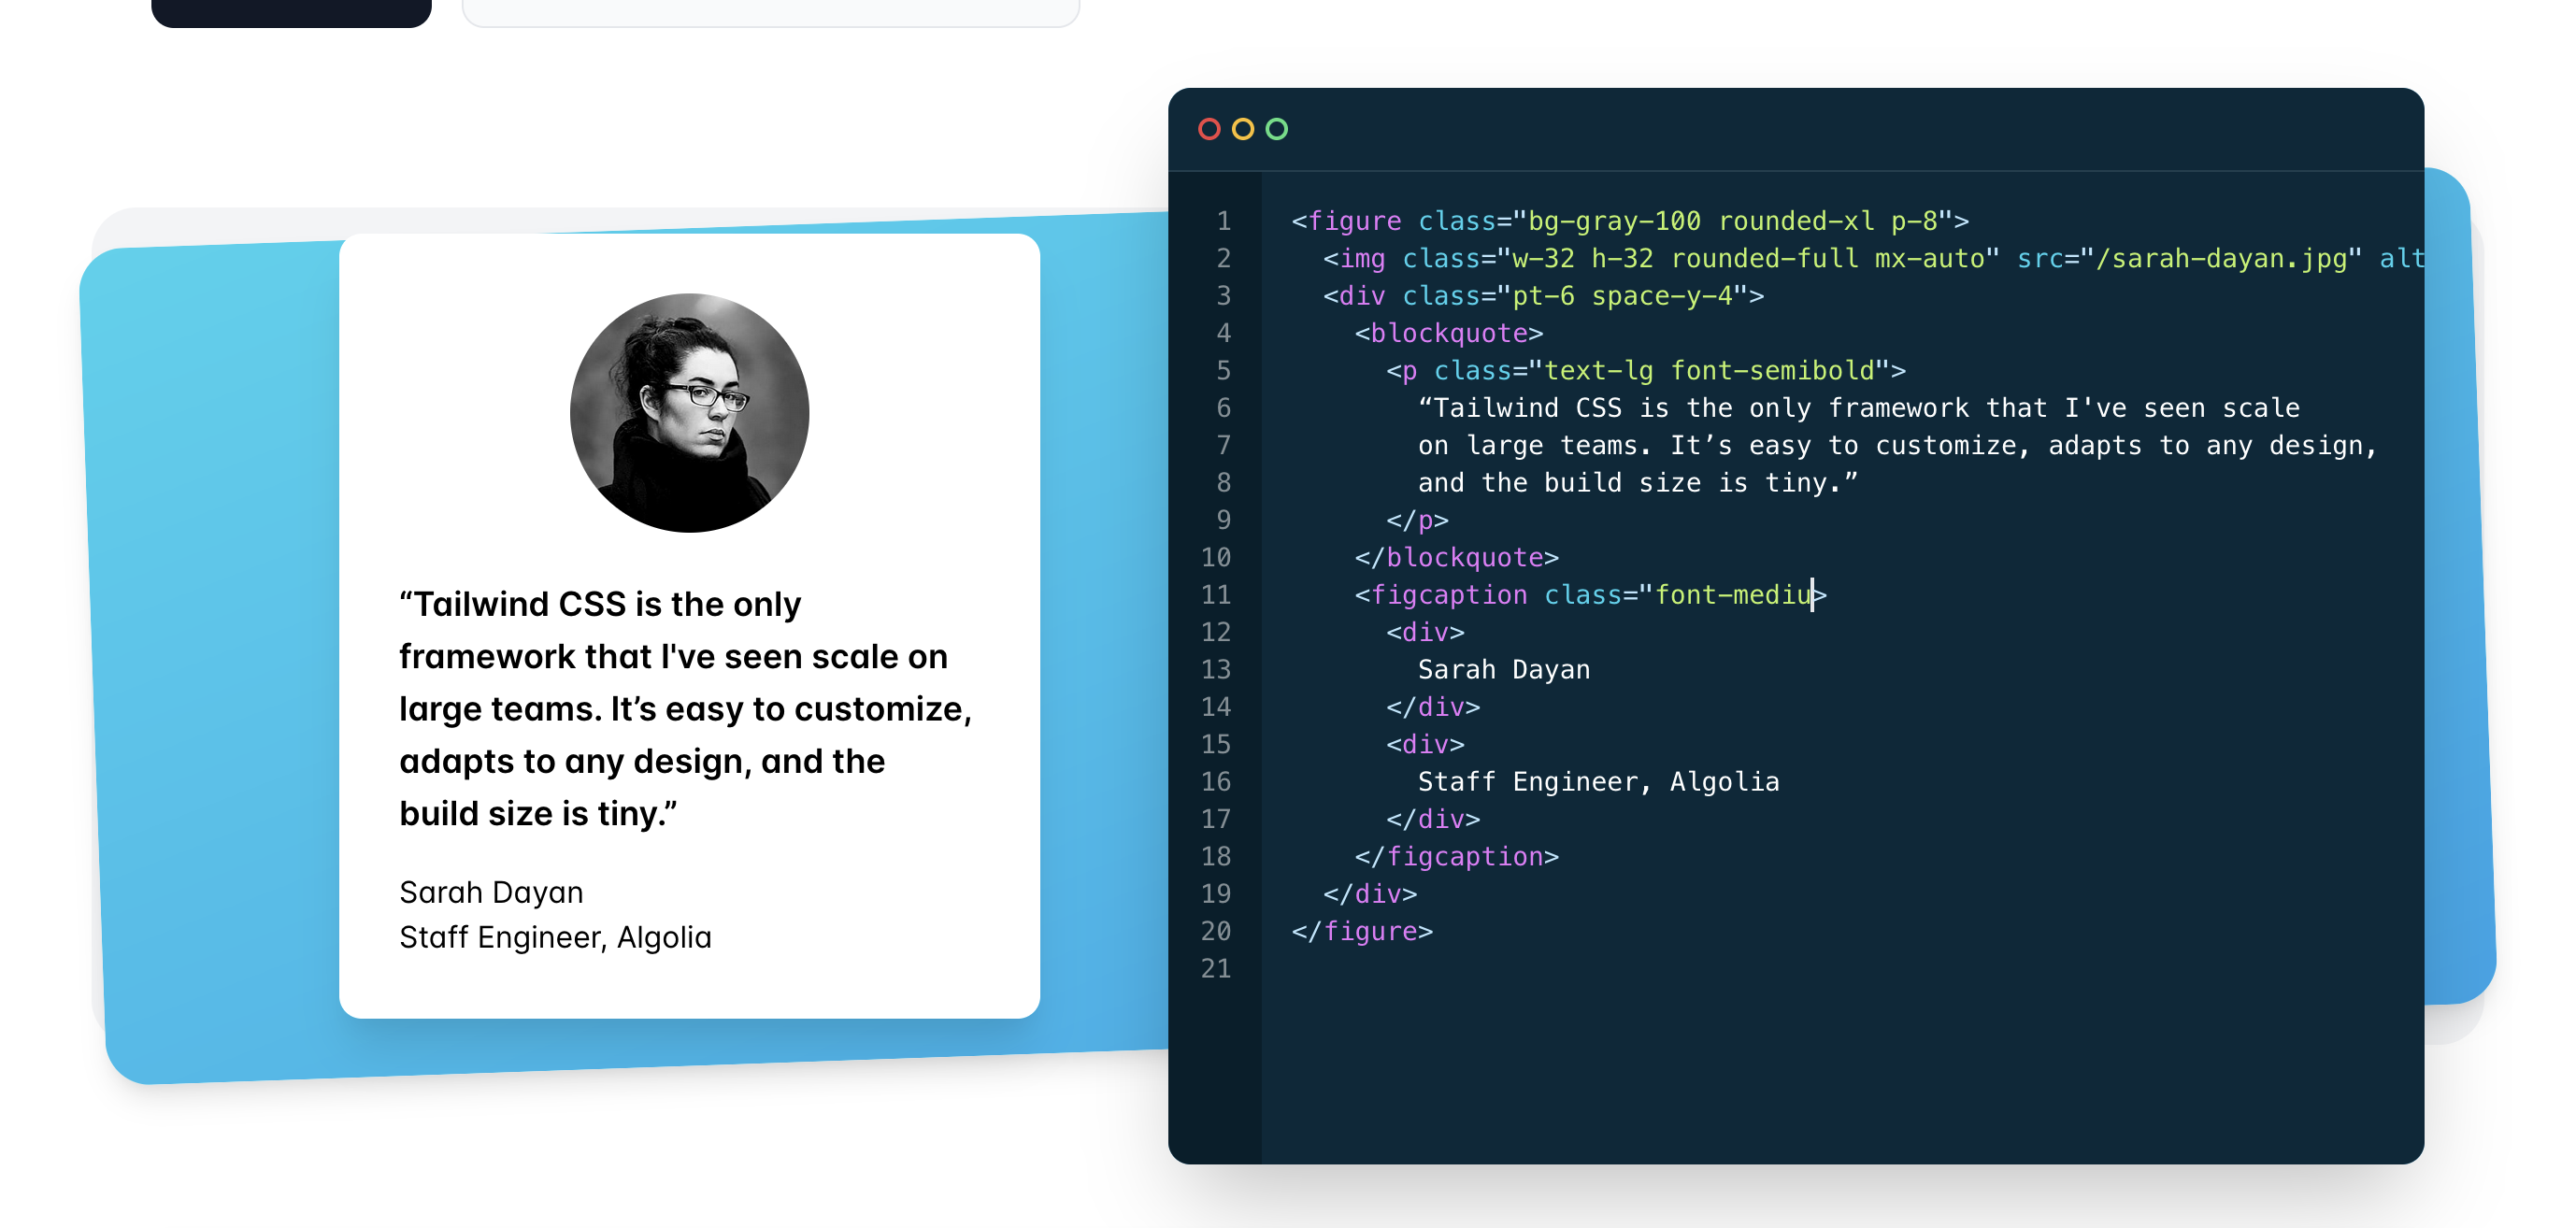 “Tailwind CSS is the only
framework that I've seen scale on
large teams. It’s easy to customize,
adapts to any design, and the
build size is tiny.”
Sarah Dayan
Staff Engineer, Algolia
1 <figure class="bg-gray-100 rounded-xl p-8">
2 <img class="w-32 h-32 rounded-full mx-auto" src="/sarah-dayan.jpg" alt
3 <div class="pt-6 space-y-4">
4 <blockquote>
5 <p class="text-lg font-semibold">
6 “Tailwind CSS is the only framework that I've seen scale
7 on large teams. It’s easy to customize, adapts to any design,
8 and the build size is tiny.”
9 </p>
10 </blockquote>
11 <figcaption class="font-mediu>
12 <div>
13 Sarah Dayan
14 </div>
15 <div>
16 Staff Engineer, Algolia
17 </div>
18 </figcaption>
19 </div>
20 </figure>
21